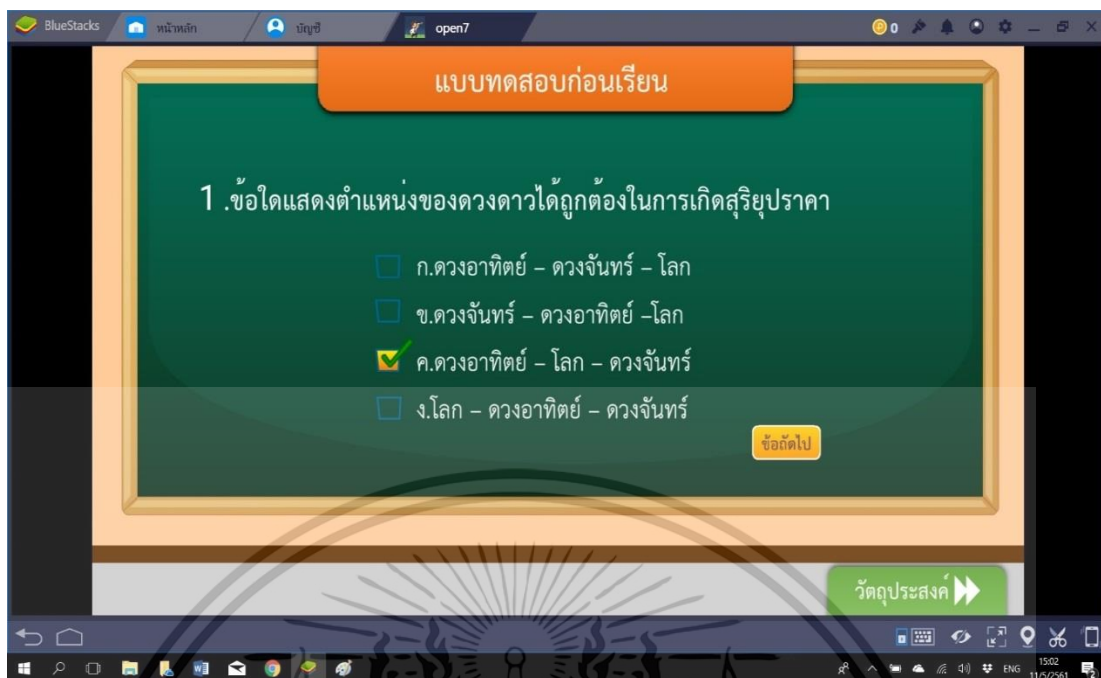 BlueStacks หน้าหลัก บัญชี open7 0
แบบทดสอบก่อนเรียน
1 .ข้อใดแสดงตำแหน่งของดวงดาวได้ถูกต้องในการเกิดสุริยุปราคา
ก.ดวงอาทิตย์ – ดวงจันทร์ – โลก
ข.ดวงจันทร์ – ดวงอาทิตย์ –โลก
ค.ดวงอาทิตย์ – โลก – ดวงจันทร์
ง.โลก – ดวงอาทิตย์ – ดวงจันทร์
ข้อถัดไป
วัตถุประสงค์
ENG 15:02
11/5/2561